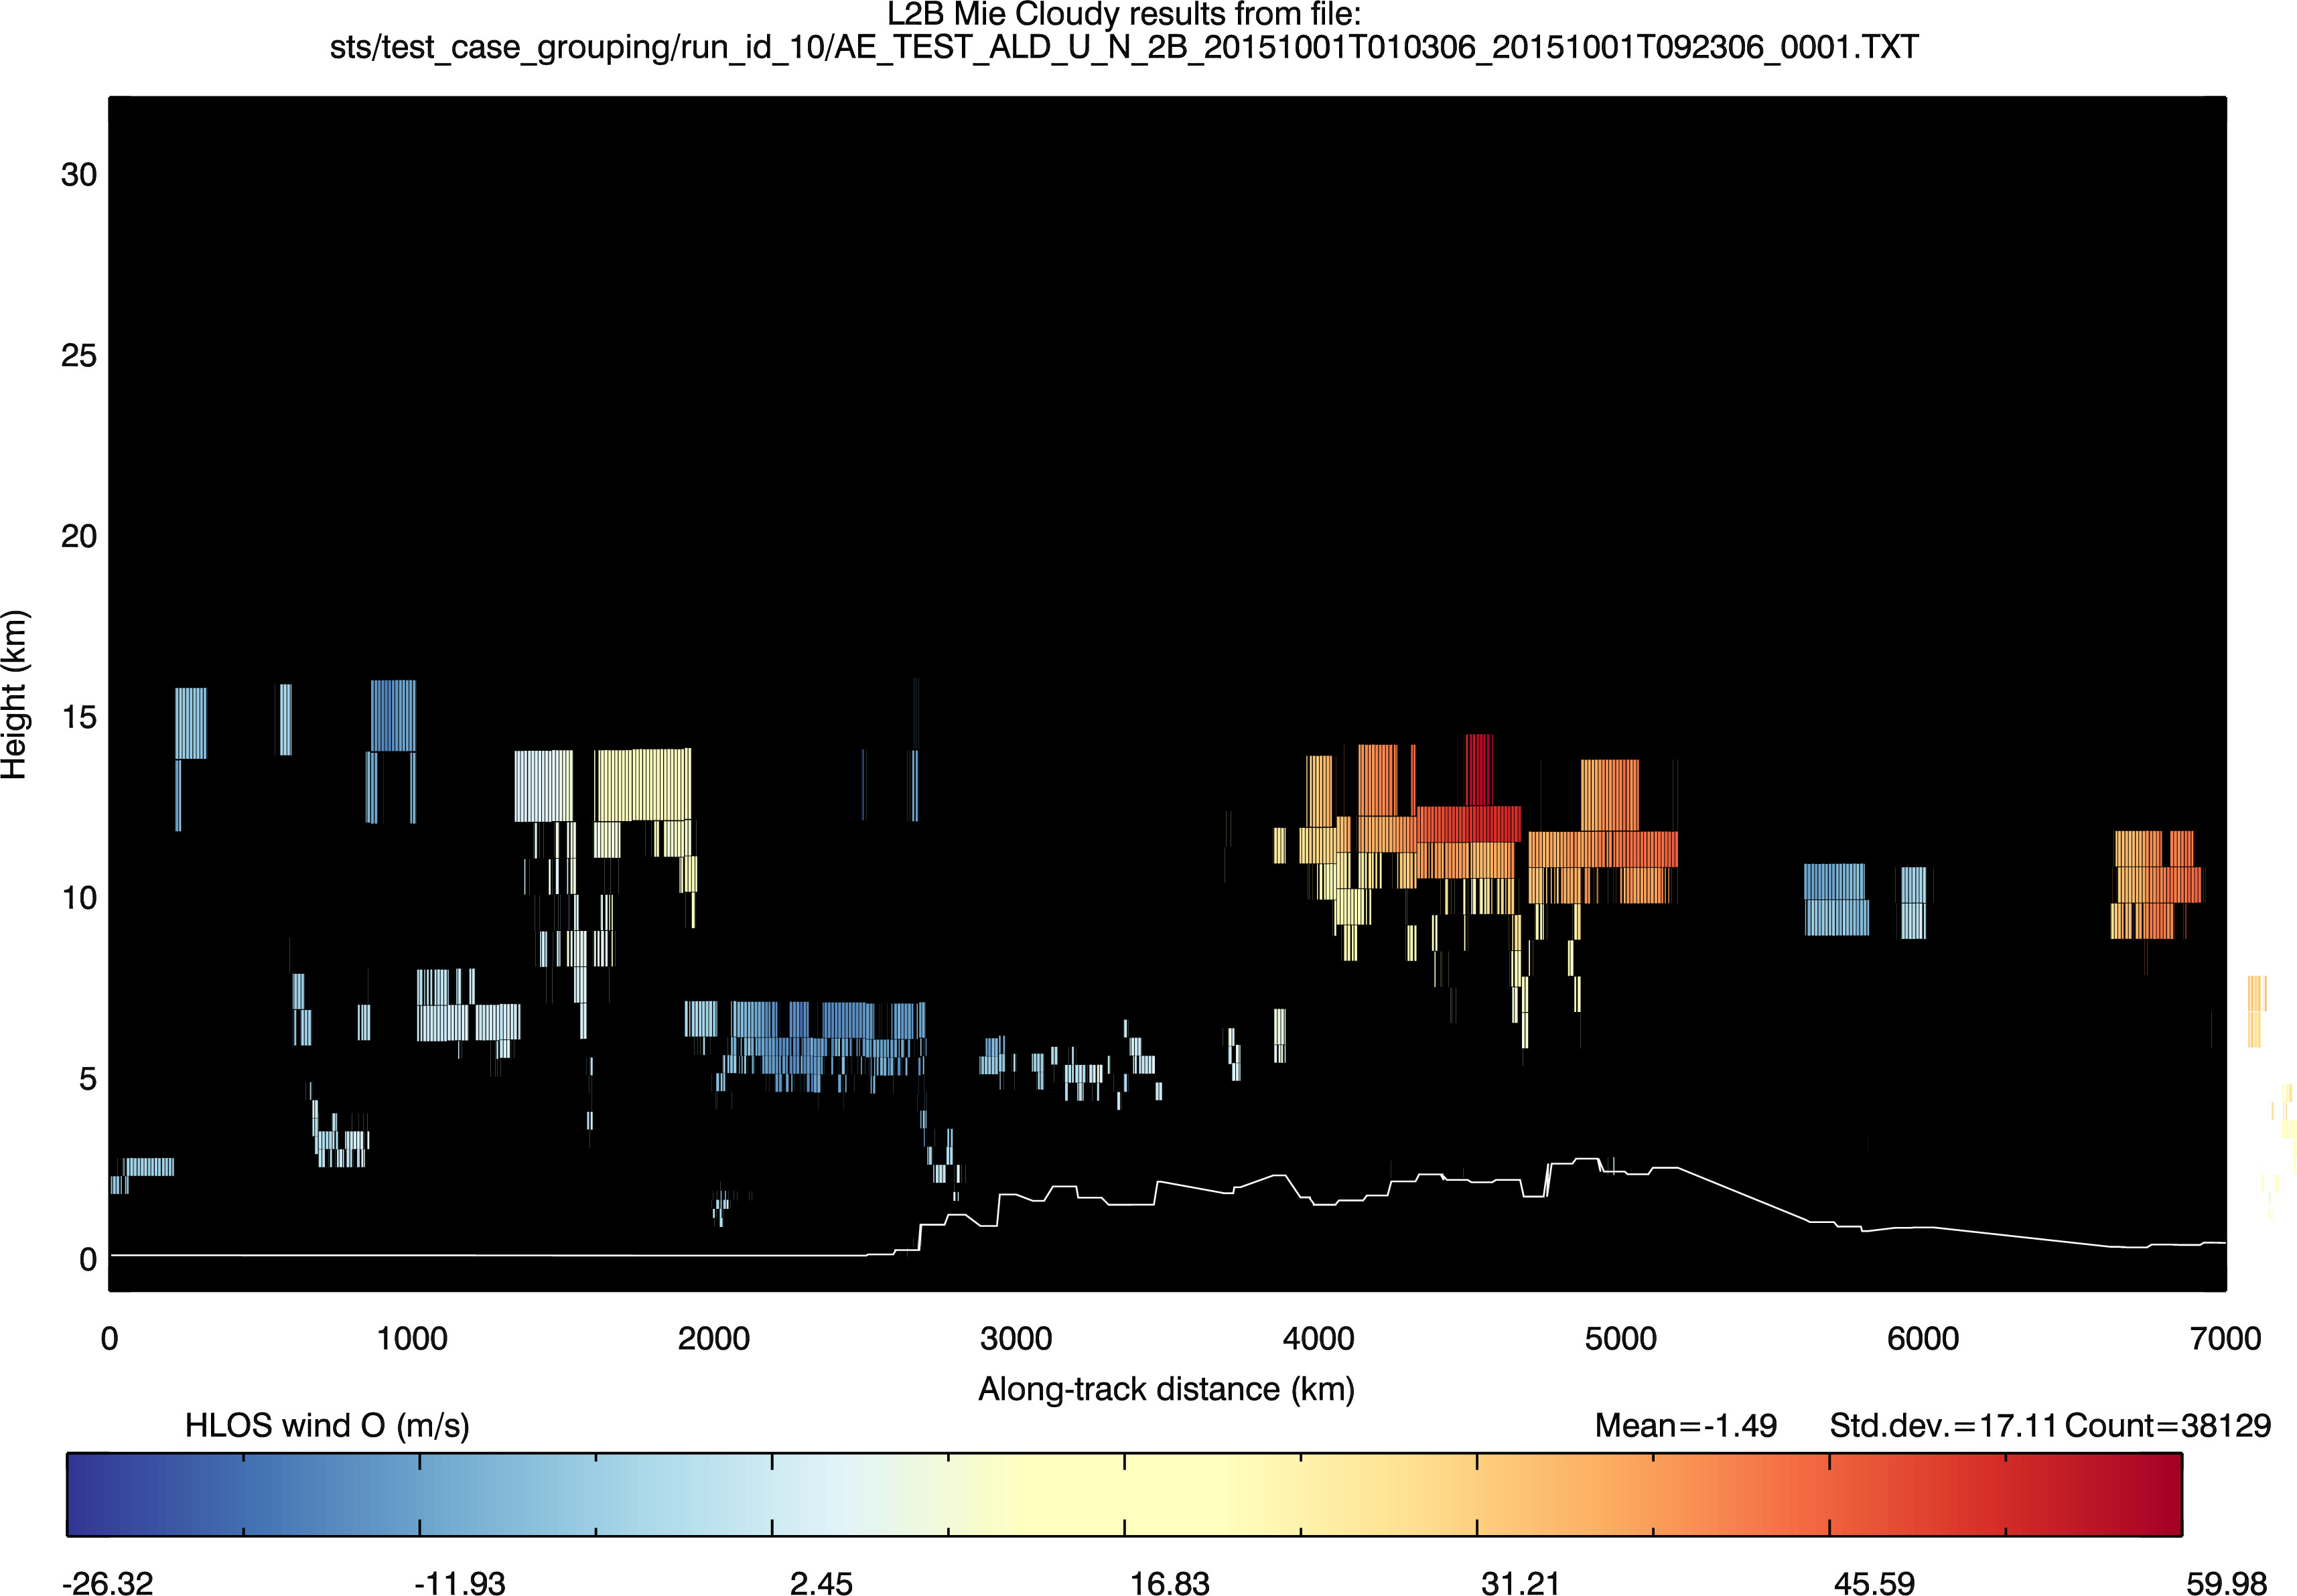 L2B Mie Cloudy results from file:
sts/test_case_grouping/run_id_10/AE_TEST_ALD_U_N_2B_20151001T010306_20151001T092306_0001.TXT
30
25
20
15
10
5
0
Height (km)
0 1000 2000 3000 4000 5000 6000 7000
Along-track distance (km)
HLOS wind O (m/s) Mean=-1.49 Std.dev.=17.11 Count=38129
-26.32 -11.93 2.45 16.83 31.21 45.59 59.98